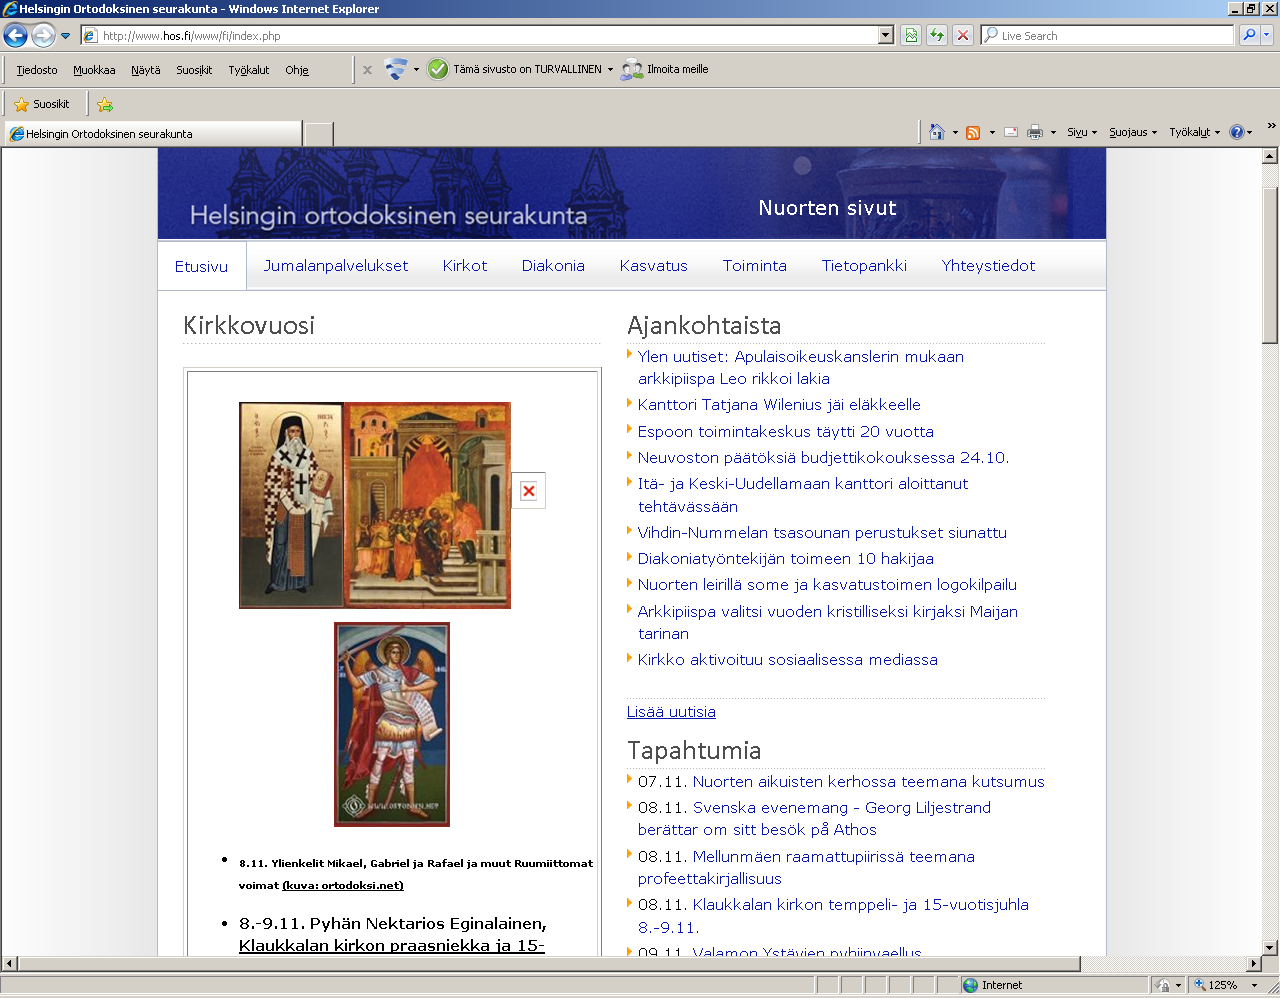 Helsingin Ortodoksinen seurakunta - Windows Internet Explorer
http://www.hos.fi/www/fi/index.php
Live Search
Tiedosto Muokkaa Näytä Suosikit Työkalut Ohje
Tämä sivusto on TURVALLINEN
Ilmoita meille
Suosikit
Helsingin Ortodoksinen seurakunta
Sivu Suojaus Työkalut
Helsingin ortodoksinen seurakunta
Nuorten sivut
Etusivu Jumalanpalvelukset Kirkot Diakonia Kasvatus Toiminta Tietopankki Yhteystiedot
Kirkkovuosi
WWW.ORTODOKSI.NET
8.11. Ylienkelit Mikael, Gabriel ja Rafael ja muut Ruumiittomat
voimat (kuva: ortodoksi.net)
8.-9.11. Pyhän Nektarios Eginalainen,
Klaukkalan kirkon praasniekka ja 15-
Ajankohtaista
Ylen uutiset: Apulaisoikeuskanslerin mukaan
arkkipiispa Leo rikkoi lakia
Kanttori Tatjana Wilenius jäi eläkkeelle
Espoon toimintakeskus täytti 20 vuotta
Neuvoston päätöksiä budjettikokouksessa 24.10.
Itä- ja Keski-Uudellamaan kanttori aloittanut
tehtävässään
Vihdin-Nummelan tsasounan perustukset siunattu
Diakoniatyöntekijän toimeen 10 hakijaa
Nuorten leirillä some ja kasvatustoimen logokilpailu
Arkkipiispa valitsi vuoden kristilliseksi kirjaksi Maijan
tarinan
Kirkko aktivoituu sosiaalisessa mediassa
Lisää uutisia
Tapahtumia
07.11. Nuorten aikuisten kerhossa teemana kutsumus
08.11. Svenska evenemang - Georg Liljestrand
berättar om sitt besök på Athos
08.11. Mellunmäen raamattupiirissä teemana
profeettakirjallisuus
08.11. Klaukkalan kirkon temppeli- ja 15-vuotisjuhla
8.-9.11.
09.11. Valamon Ystävien pyhiinvaellus
Internet
125%